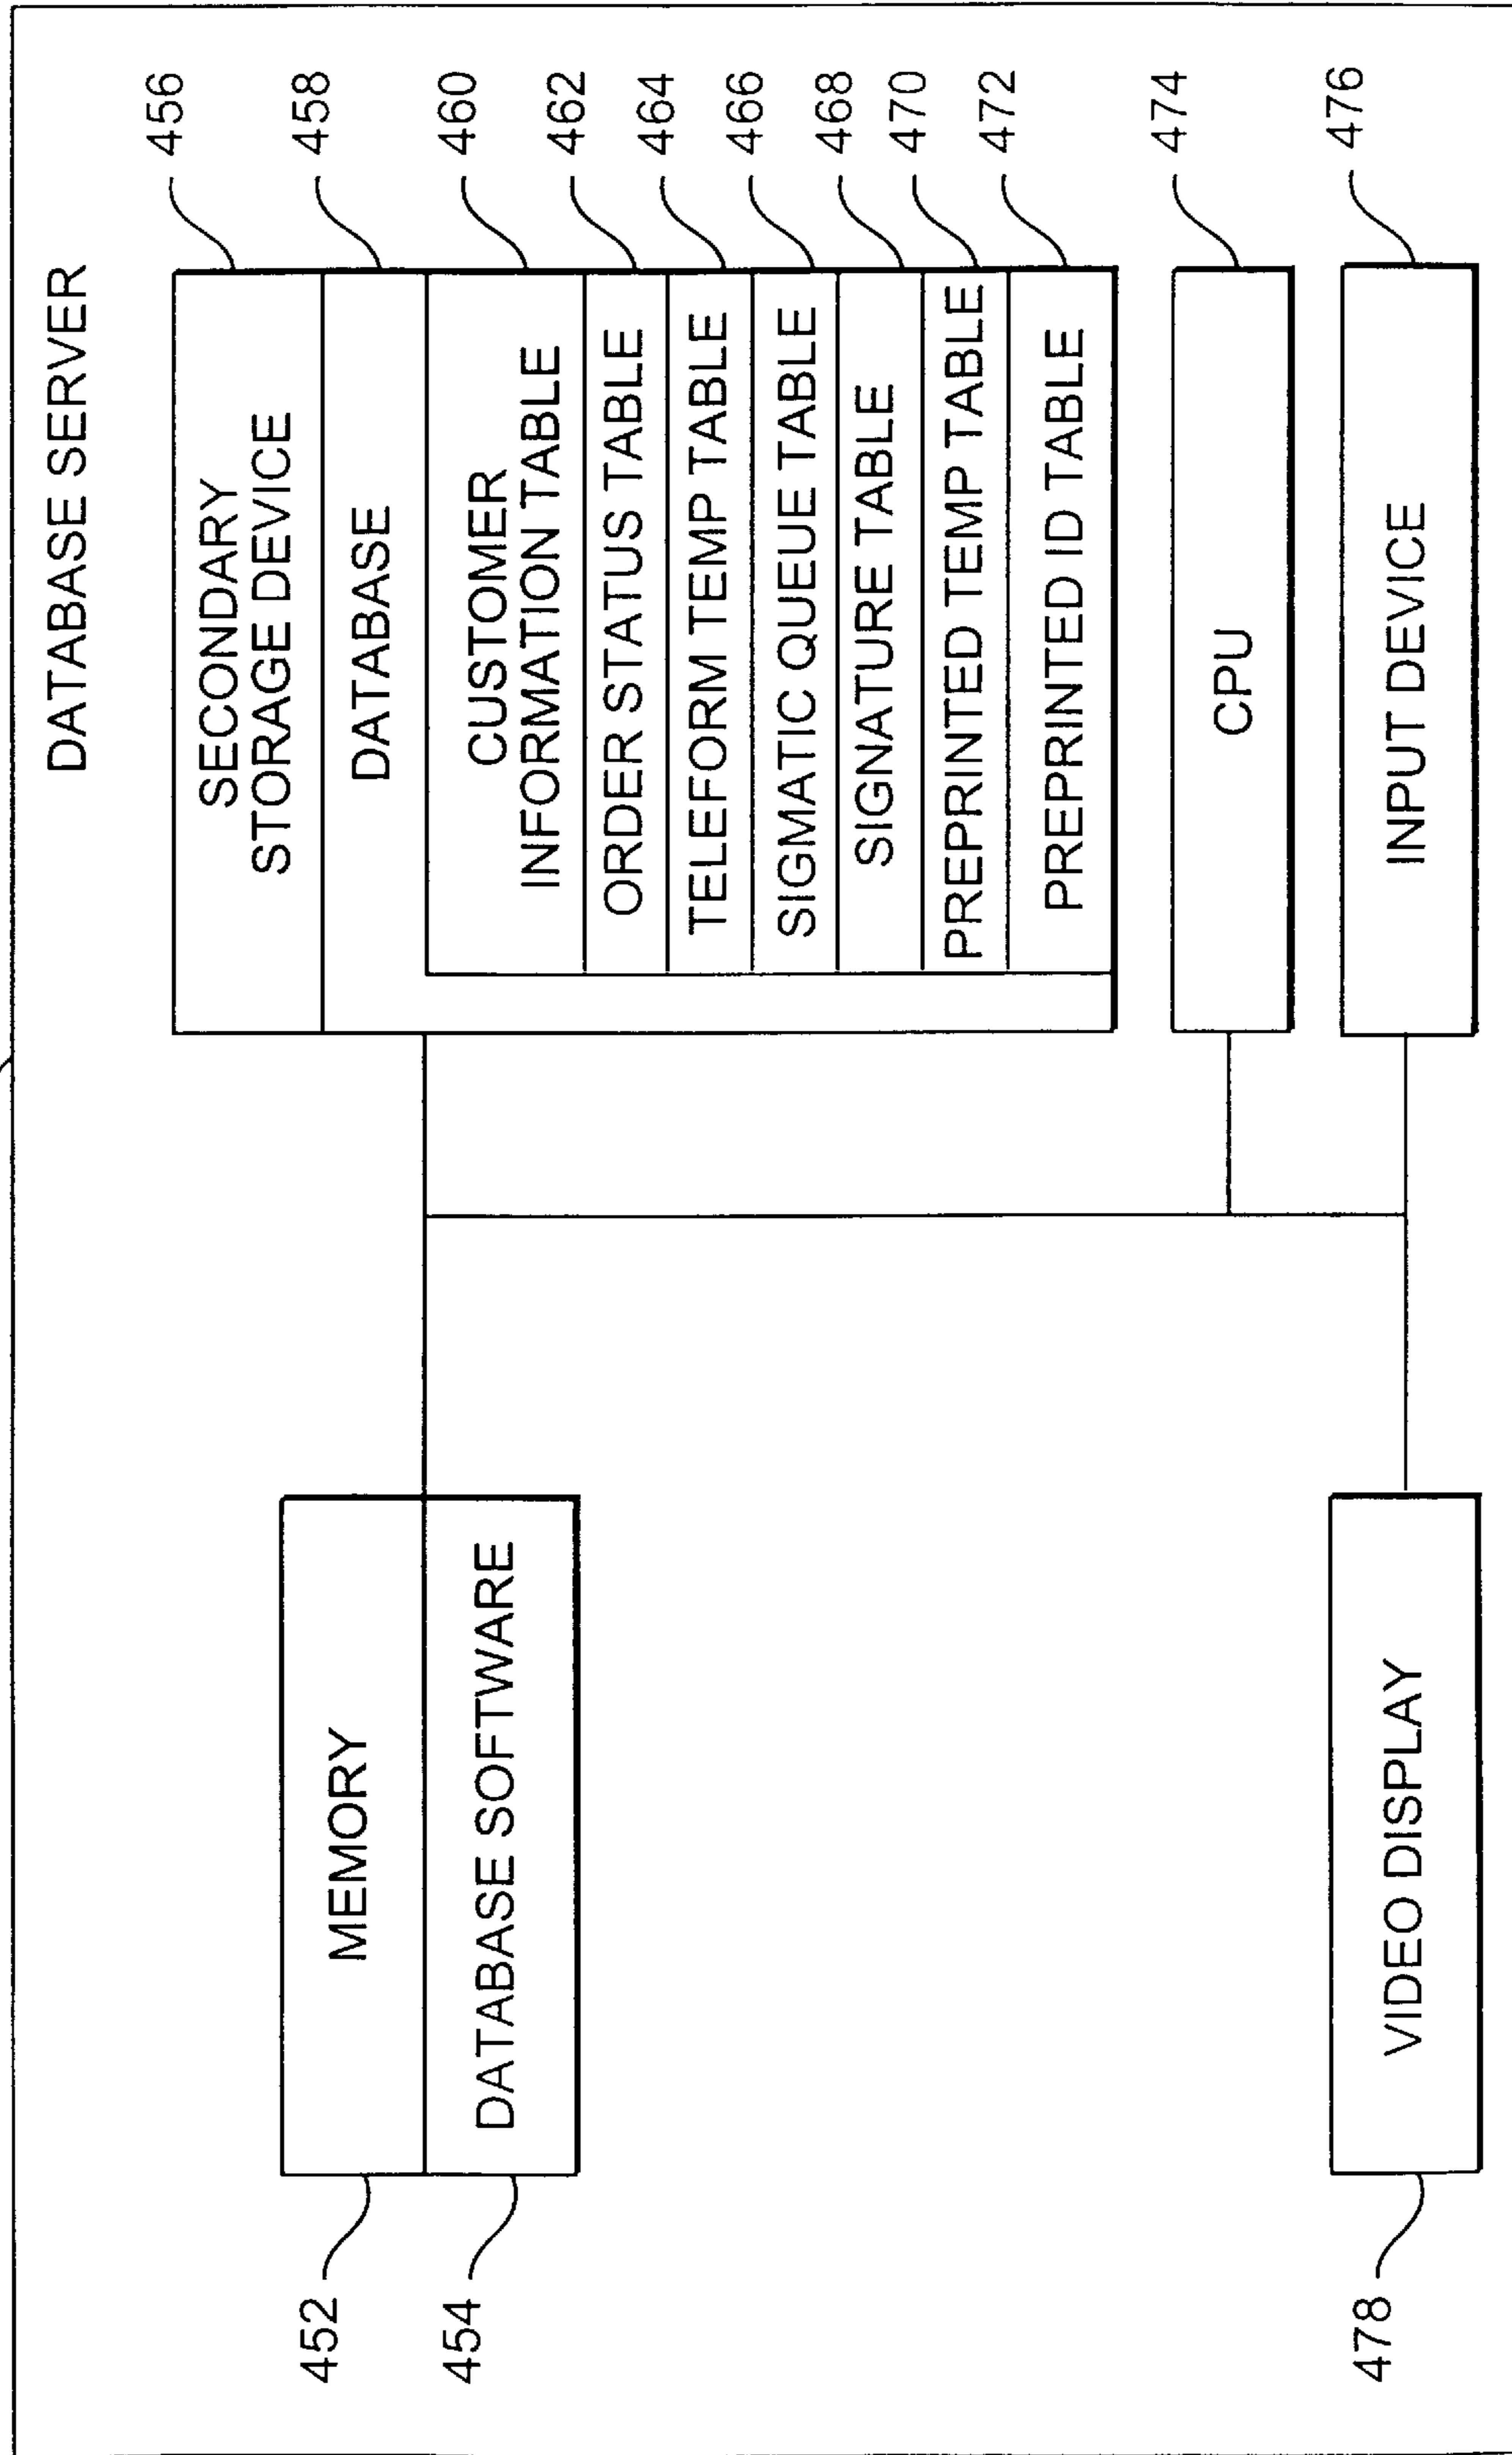 DATABASE SERVER
452
MEMORY
454
DATABASE SOFTWARE
SECONDARY
STORAGE DEVICE
456
DATABASE
458
CUSTOMER
INFORMATION TABLE
460
ORDER STATUS TABLE
462
TELEFORM TEMP TABLE
464
SIGMATIC QUEUE TABLE
466
SIGNATURE TABLE
468
PREPRINTED TEMP TABLE
470
PREPRINTED ID TABLE
472
CPU
474
478
VIDEO DISPLAY
INPUT DEVICE
476